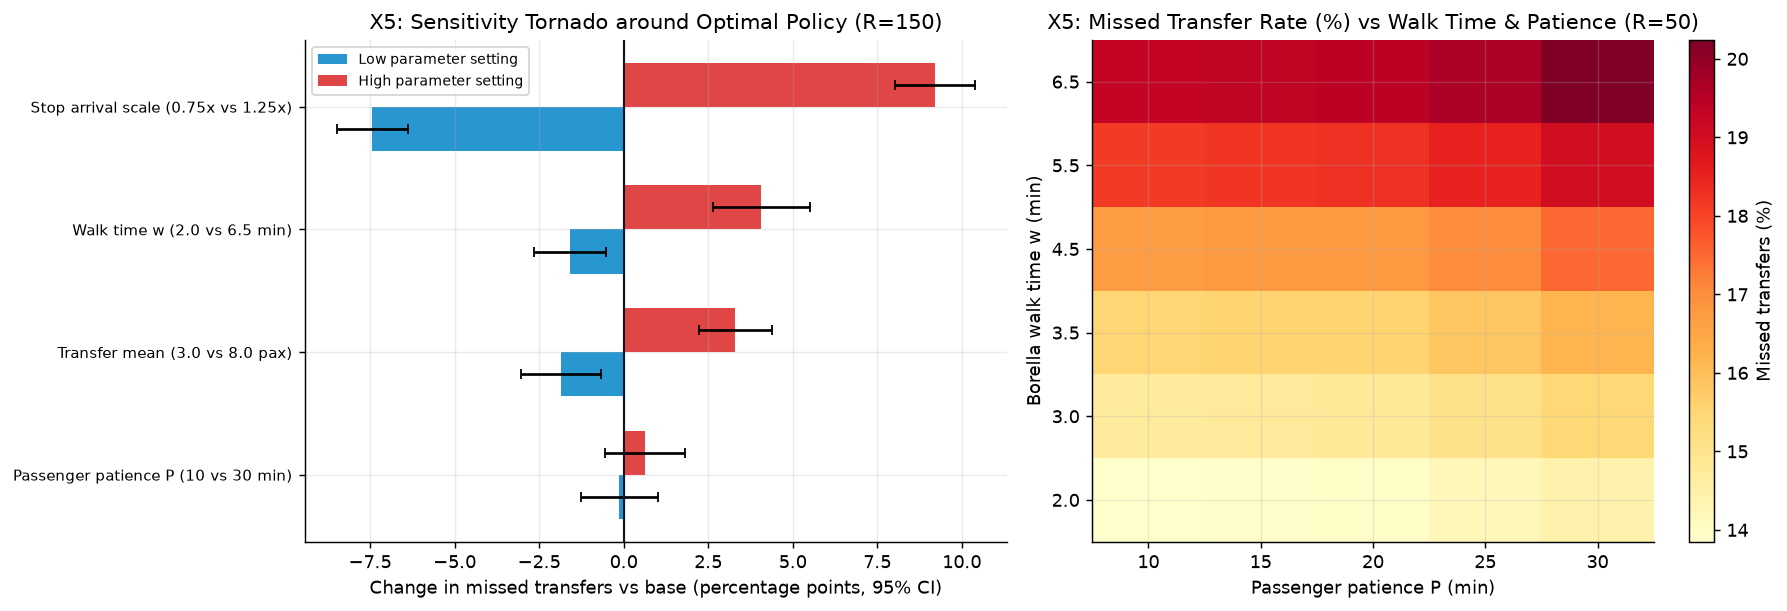 X5: Sensitivity Tornado around Optimal Policy (R=150)
Low parameter setting
High parameter setting
Stop arrival scale (0.75x vs 1.25x)
Walk time w (2.0 vs 6.5 min)
Transfer mean (3.0 vs 8.0 pax)
Passenger patience P (10 vs 30 min)
−7.5 −5.0 −2.5 0.0 2.5 5.0 7.5 10.0
Change in missed transfers vs base (percentage points, 95% CI)
X5: Missed Transfer Rate (%) vs Walk Time & Patience (R=50)
Borella walk time w (min)
6.5
5.5
4.5
3.5
3.0
2.0
10 15 20 25 30
Passenger patience P (min)
20
19
18
17
16
15
14
Missed transfers (%)